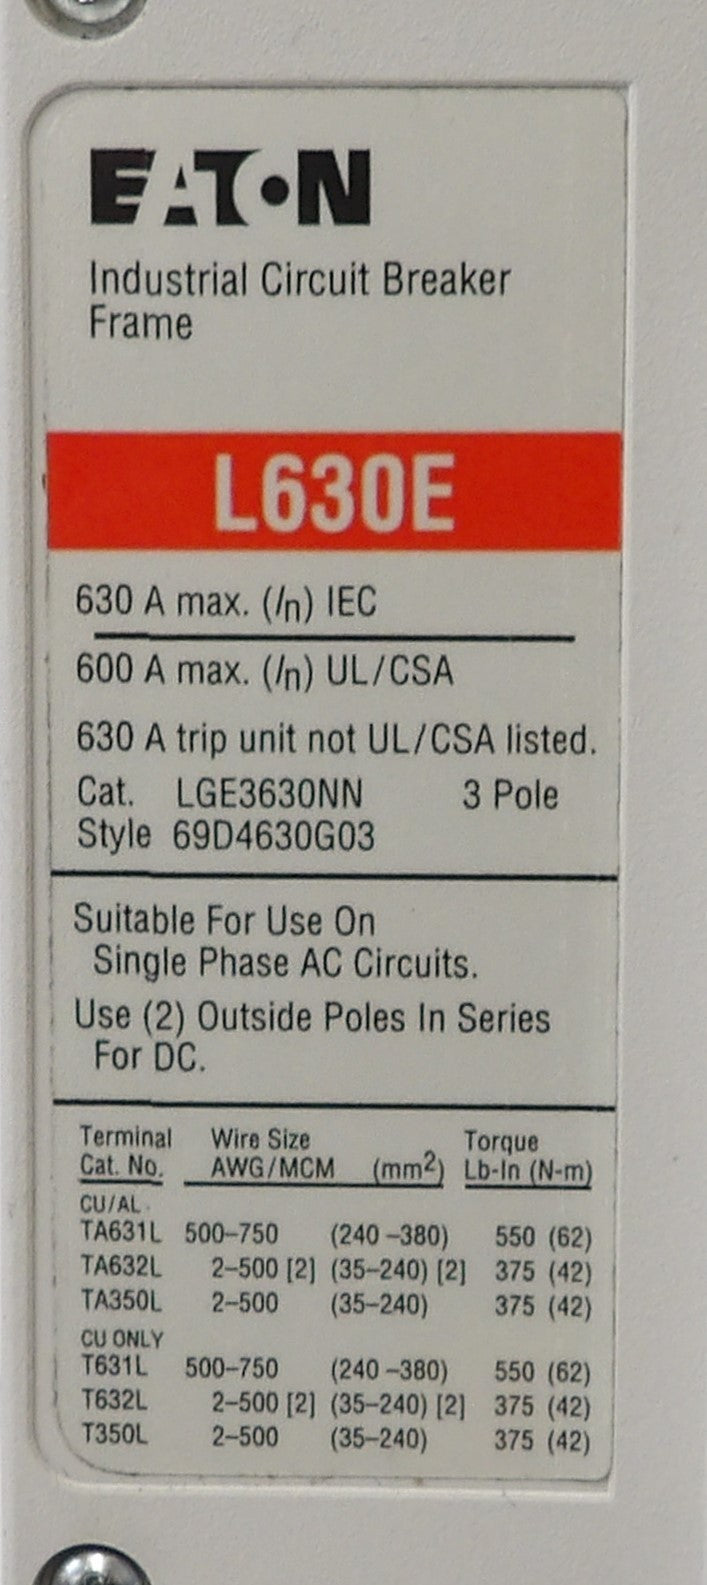 EATON
Industrial Circuit Breaker
Frame
L630E
630 A max. (In) IEC
600 A max. (In) UL/CSA
630 A trip unit not UL/CSA listed.
Cat. LGE3630NN 3 Pole
Style 69D4630G03
Suitable For Use On
Single Phase AC Circuits.
Use (2) Outside Poles In Series
For DC.
Terminal Wire Size Torque
Cat. No. AWG/MCM (mm2) Lb-In (N-m)
CU/AL
TA631L 500–750 (240–380) 550 (62)
TA632L 2–500 [2] (35–240) [2] 375 (42)
TA350L 2–500 (35–240) 375 (42)
CU ONLY
T631L 500–750 (240–380) 550 (62)
T632L 2–500 [2] (35–240) [2] 375 (42)
T350L 2–500 (35–240) 375 (42)